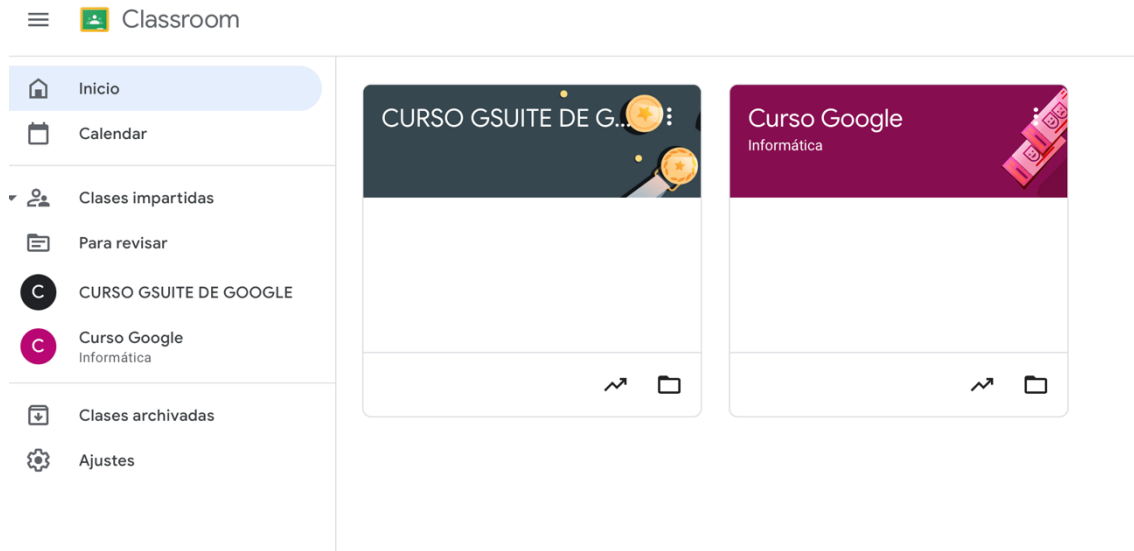 Classroom
Inicio
Calendar
Clases impartidas
Para revisar
C
CURSO GSUITE DE GOOGLE
C
Curso Google
Informática
Clases archivadas
Ajustes
CURSO GSUITE DE G...
Curso Google
Informática